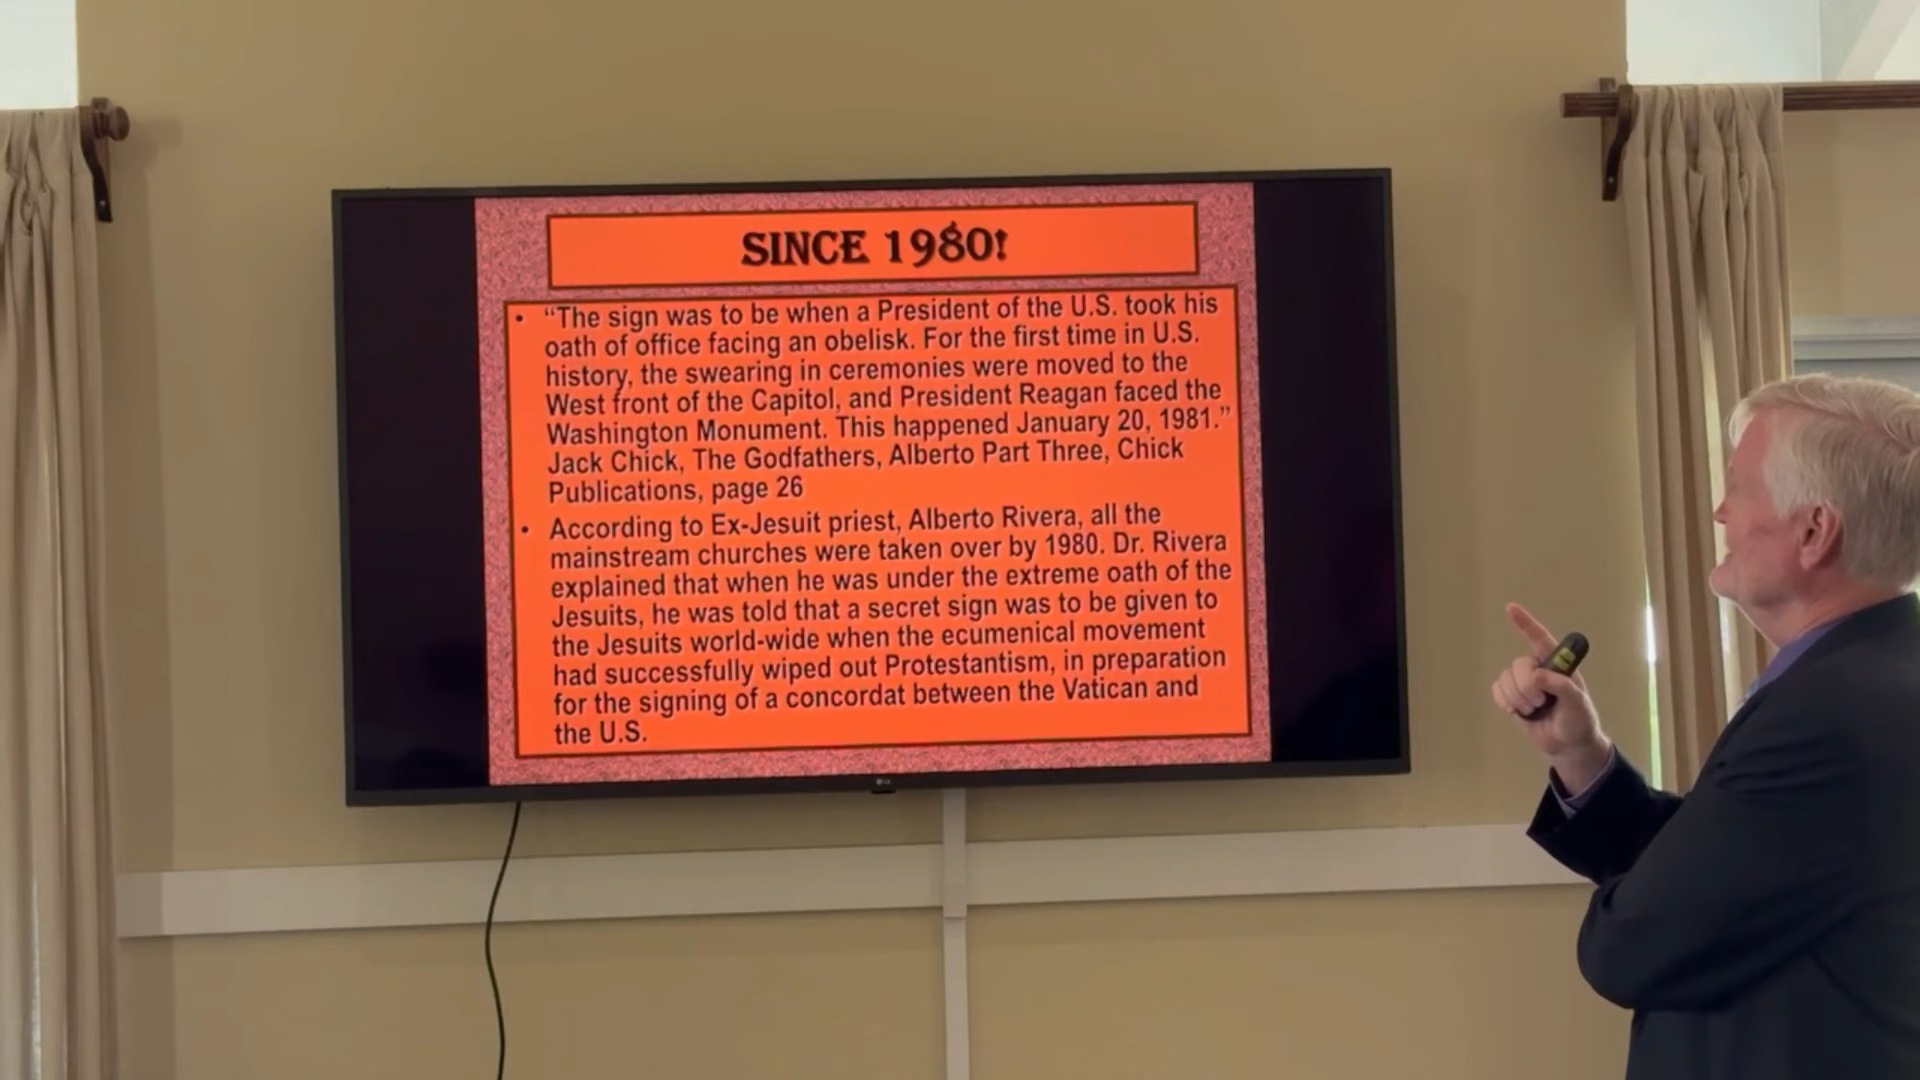 SINCE 1980!
• “The sign was to be when a President of the U.S. took his
oath of office facing an obelisk. For the first time in U.S.
history, the swearing in ceremonies were moved to the
West front of the Capitol, and President Reagan faced the
Washington Monument. This happened January 20, 1981.”
Jack Chick, The Godfathers, Alberto Part Three, Chick
Publications, page 26
• According to Ex-Jesuit priest, Alberto Rivera, all the
mainstream churches were taken over by 1980. Dr. Rivera
explained that when he was under the extreme oath of the
Jesuits, he was told that a secret sign was to be given to
the Jesuits world-wide when the ecumenical movement
had successfully wiped out Protestantism, in preparation
for the signing of a concordat between the Vatican and
the U.S.
LG